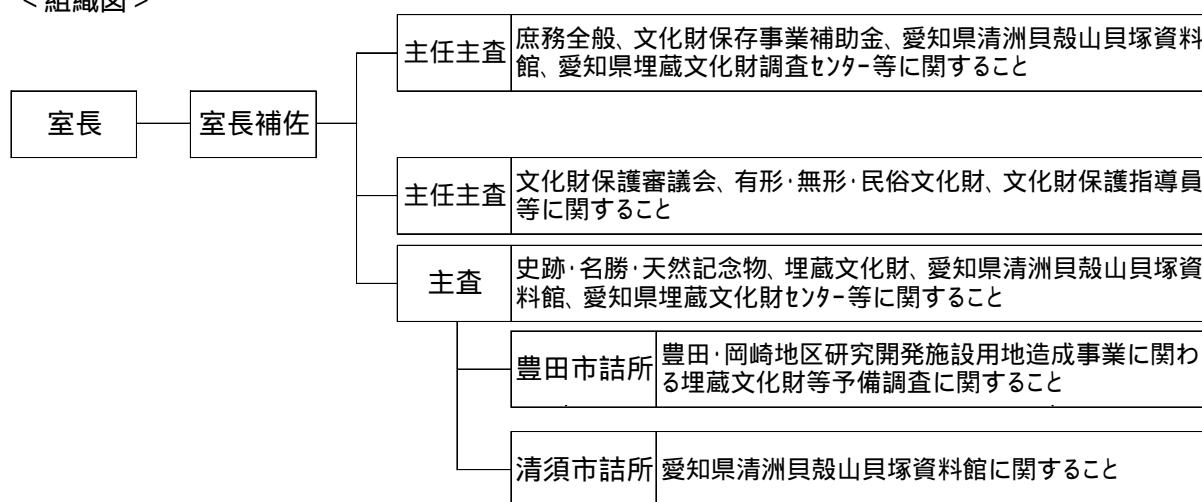 <組織図>
主任主査
庶務全般、文化財保存事業補助金、愛知県清洲貝殻山貝塚資料
館、愛知県埋蔵文化財調査ｾﾝﾀｰ等に関すること
室長
室長補佐
主任主査
文化財保護審議会、有形･無形･民俗文化財、文化財保護指導員
等に関すること
主査
史跡･名勝･天然記念物、埋蔵文化財、愛知県清洲貝殻山貝塚資
料館、愛知県埋蔵文化財ｾﾝﾀｰ等に関すること
豊田市詰所
豊田･岡崎地区研究開発施設用地造成事業に関わ
る埋蔵文化財等予備調査に関すること
清須市詰所
愛知県清洲貝殻山貝塚資料館に関すること